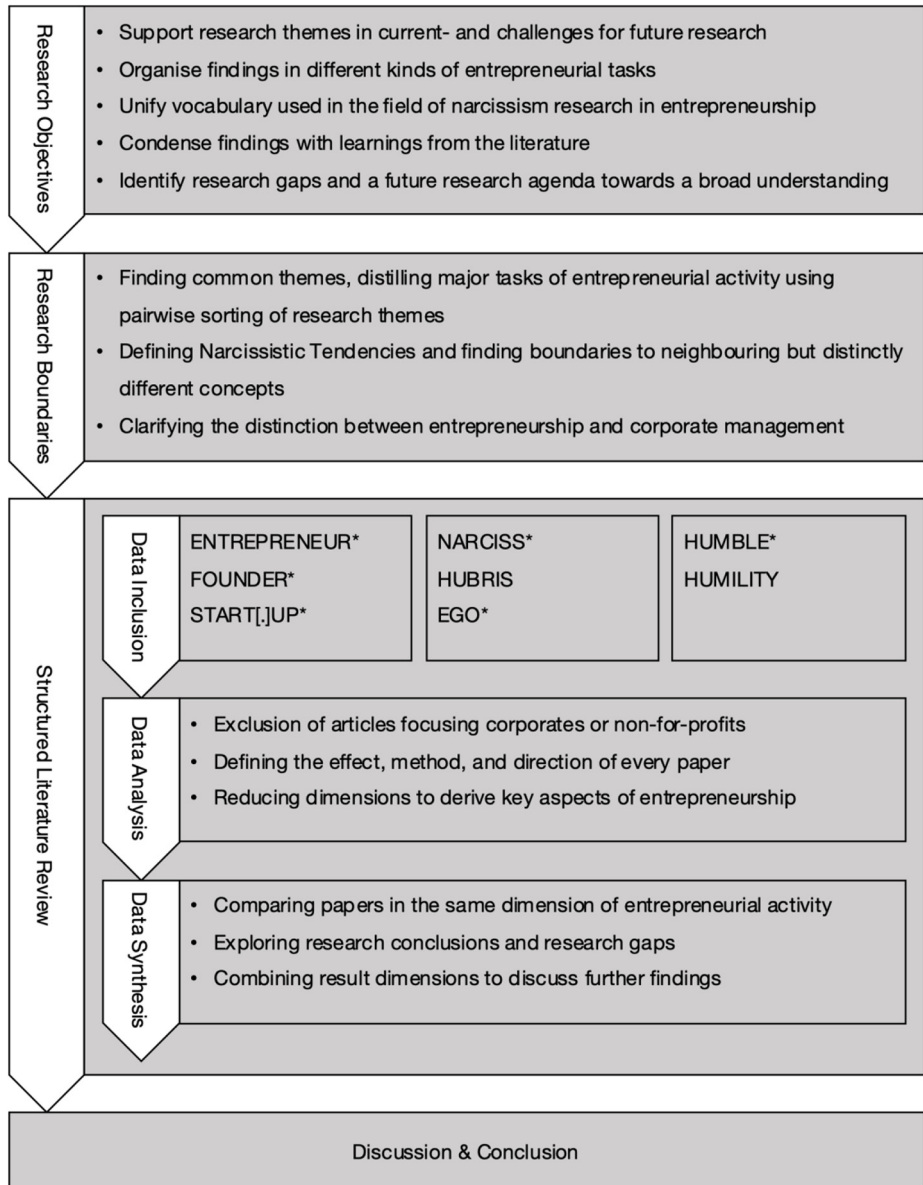 Research Objectives
• Support research themes in current- and challenges for future research
• Organise findings in different kinds of entrepreneurial tasks
• Unify vocabulary used in the field of narcissism research in entrepreneurship
• Condense findings with learnings from the literature
• Identify research gaps and a future research agenda towards a broad understanding
Research Boundaries
• Finding common themes, distilling major tasks of entrepreneurial activity using
pairwise sorting of research themes
• Defining Narcissistic Tendencies and finding boundaries to neighbouring but distinctly
different concepts
• Clarifying the distinction between entrepreneurship and corporate management
Structured Literature Review
Data Inclusion
ENTREPRENEUR*
FOUNDER*
START[.]UP*
NARCISS*
HUBRIS
EGO*
HUMBLE*
HUMILITY
Data Analysis
• Exclusion of articles focusing corporates or non-for-profits
• Defining the effect, method, and direction of every paper
• Reducing dimensions to derive key aspects of entrepreneurship
Data Synthesis
• Comparing papers in the same dimension of entrepreneurial activity
• Exploring research conclusions and research gaps
• Combining result dimensions to discuss further findings
Discussion & Conclusion